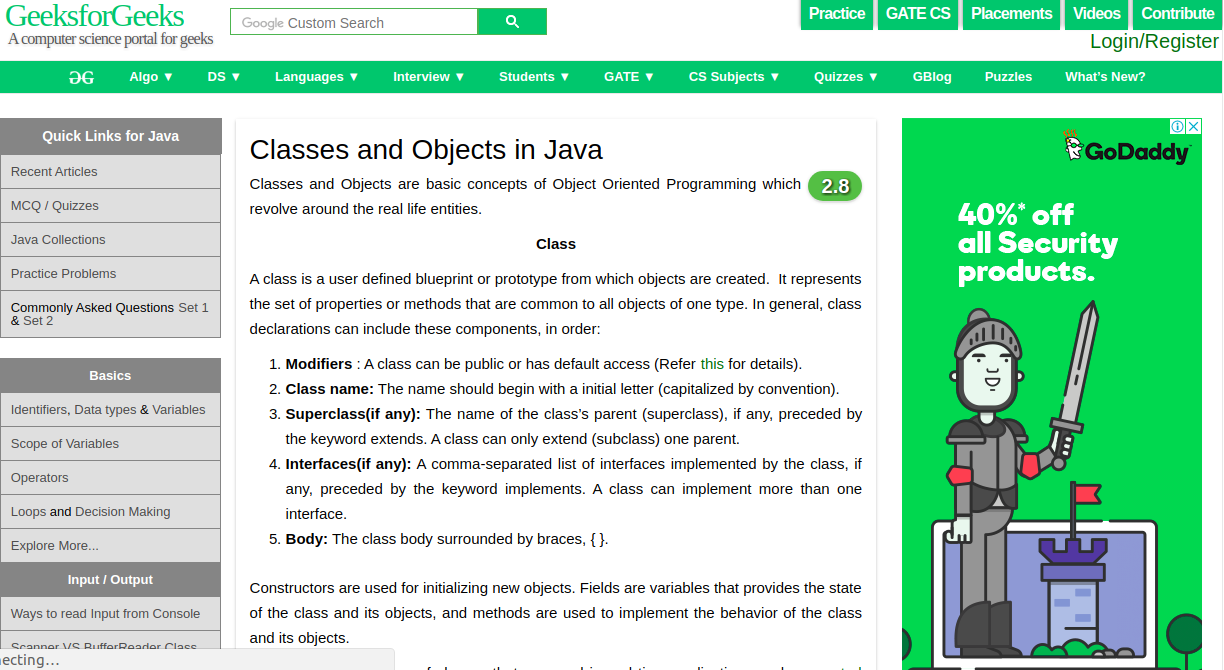 GeeksforGeeks
A computer science portal for geeks
Google Custom Search
Practice
GATE CS
Placements
Videos
Contribute
Login/Register
Algo ▼
DS ▼
Languages ▼
Interview ▼
Students ▼
GATE ▼
CS Subjects ▼
Quizzes ▼
GBlog
Puzzles
What's New?
Quick Links for Java
Recent Articles
MCQ / Quizzes
Java Collections
Practice Problems
Commonly Asked Questions Set 1
& Set 2
Basics
Identifiers, Data types & Variables
Scope of Variables
Operators
Loops and Decision Making
Explore More...
Input / Output
Ways to read Input from Console
Scanner VS BufferReader Class
necting…
Classes and Objects in Java
Classes and Objects are basic concepts of Object Oriented Programming which
2.8
revolve around the real life entities.
Class
A class is a user defined blueprint or prototype from which objects are created.  It represents
the set of properties or methods that are common to all objects of one type. In general, class
declarations can include these components, in order:
1. Modifiers : A class can be public or has default access (Refer this for details).
2. Class name: The name should begin with a initial letter (capitalized by convention).
3. Superclass(if any): The name of the class's parent (superclass), if any, preceded by
the keyword extends. A class can only extend (subclass) one parent.
4. Interfaces(if any): A comma-separated list of interfaces implemented by the class, if
any, preceded by the keyword implements. A class can implement more than one
interface.
5. Body: The class body surrounded by braces, { }.
Constructors are used for initializing new objects. Fields are variables that provides the state
of the class and its objects, and methods are used to implement the behavior of the class
and its objects.
GoDaddy
40%* off
all Security
products.